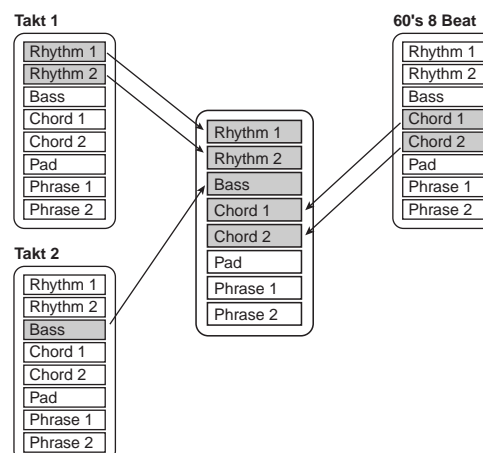 Takt 1
Rhythm 1
Rhythm 2
Bass
Chord 1
Chord 2
Pad
Phrase 1
Phrase 2
Takt 2
Rhythm 1
Rhythm 2
Bass
Chord 1
Chord 2
Pad
Phrase 1
Phrase 2
Rhythm 1
Rhythm 2
Bass
Chord 1
Chord 2
Pad
Phrase 1
Phrase 2
60's 8 Beat
Rhythm 1
Rhythm 2
Bass
Chord 1
Chord 2
Pad
Phrase 1
Phrase 2